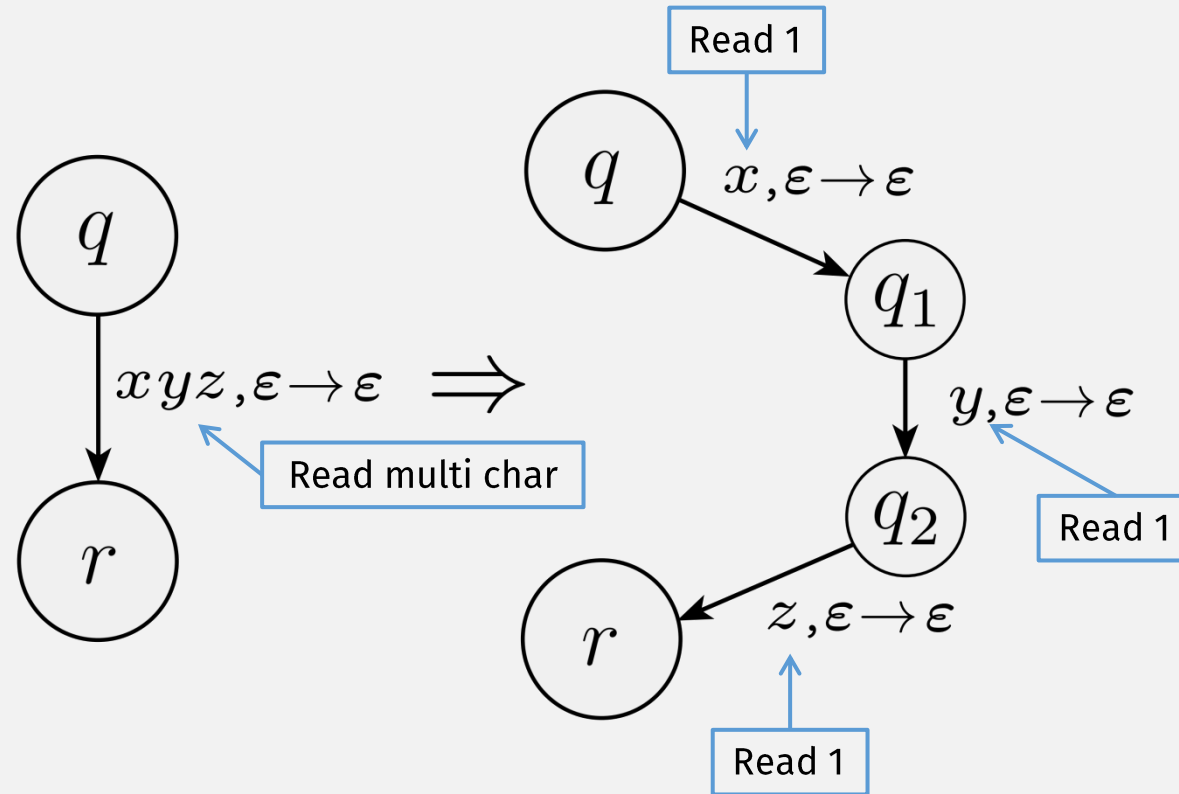 q
xyz,ε→ε
Read multi char
r
⇒
Read 1
q
x,ε→ε
q₁
y,ε→ε
Read 1
q₂
z,ε→ε
r
Read 1